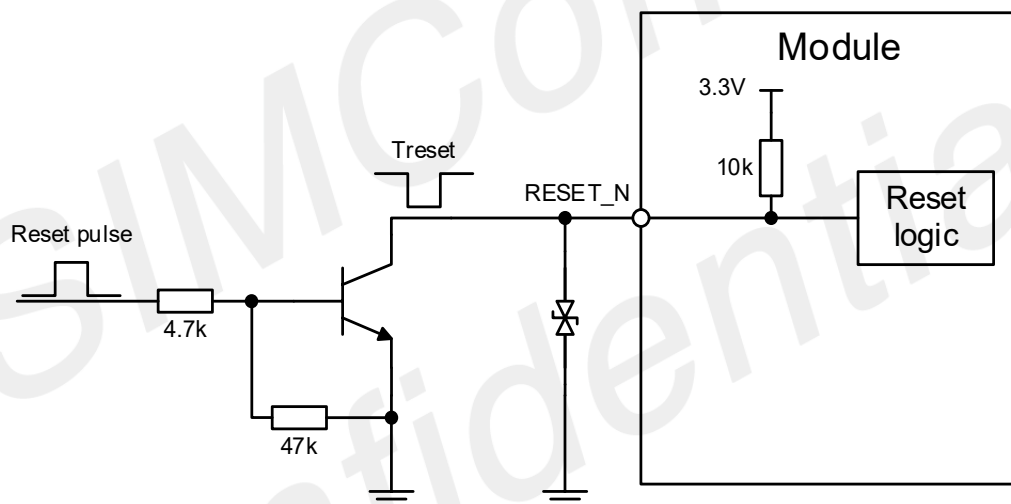 Module
3.3V
10k
Treset
RESET_N
Reset
logic
Reset pulse
4.7k
47k
SIMCom
Confidential